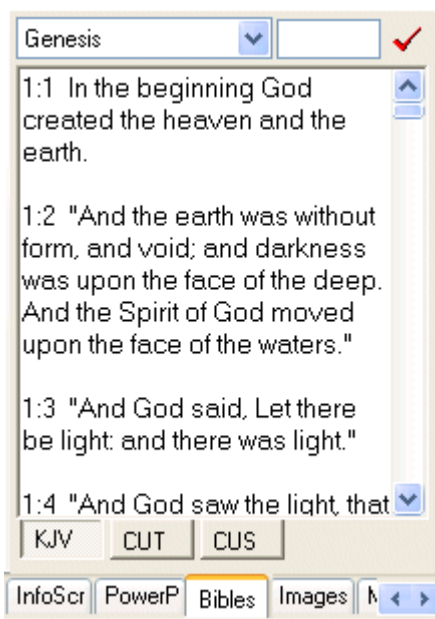 Genesis
1:1 In the beginning God
created the heaven and the
earth.
1:2 "And the earth was without
form, and void; and darkness
was upon the face of the deep.
And the Spirit of God moved
upon the face of the waters."
1:3 "And God said, Let there
be light: and there was light."
1:4 "And God saw the light, that
KJV CUT CUS
InfoScr PowerP Bibles Images